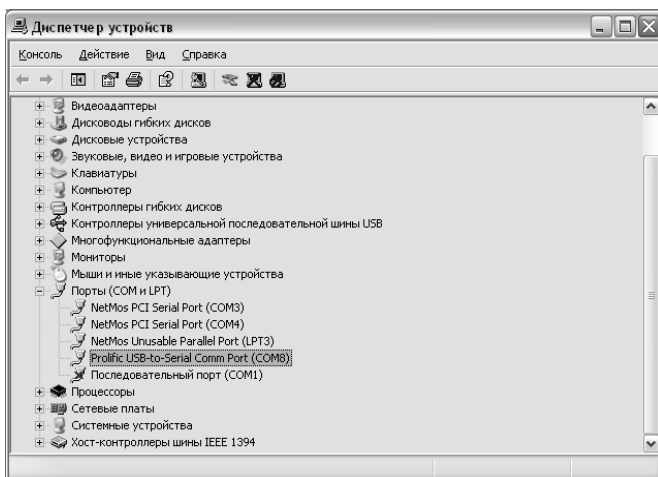 Диспетчер устройств
Консоль Действие Вид Справка
Видеоадаптеры
Дисководы гибких дисков
Дисковые устройства
Звуковые, видео и игровые устройства
Клавиатуры
Компьютер
Контроллеры гибких дисков
Контроллеры универсальной последовательной шины USB
Многофункциональные адаптеры
Мониторы
Мыши и иные указывающие устройства
Порты (COM и LPT)
NetMos PCI Serial Port (COM3)
NetMos PCI Serial Port (COM4)
NetMos Unusable Parallel Port (LPT3)
Prolific USB-to-Serial Comm Port (COM8)
Последовательный порт (COM1)
Процессоры
Сетевые платы
Системные устройства
Хост-контроллеры шины IEEE 1394